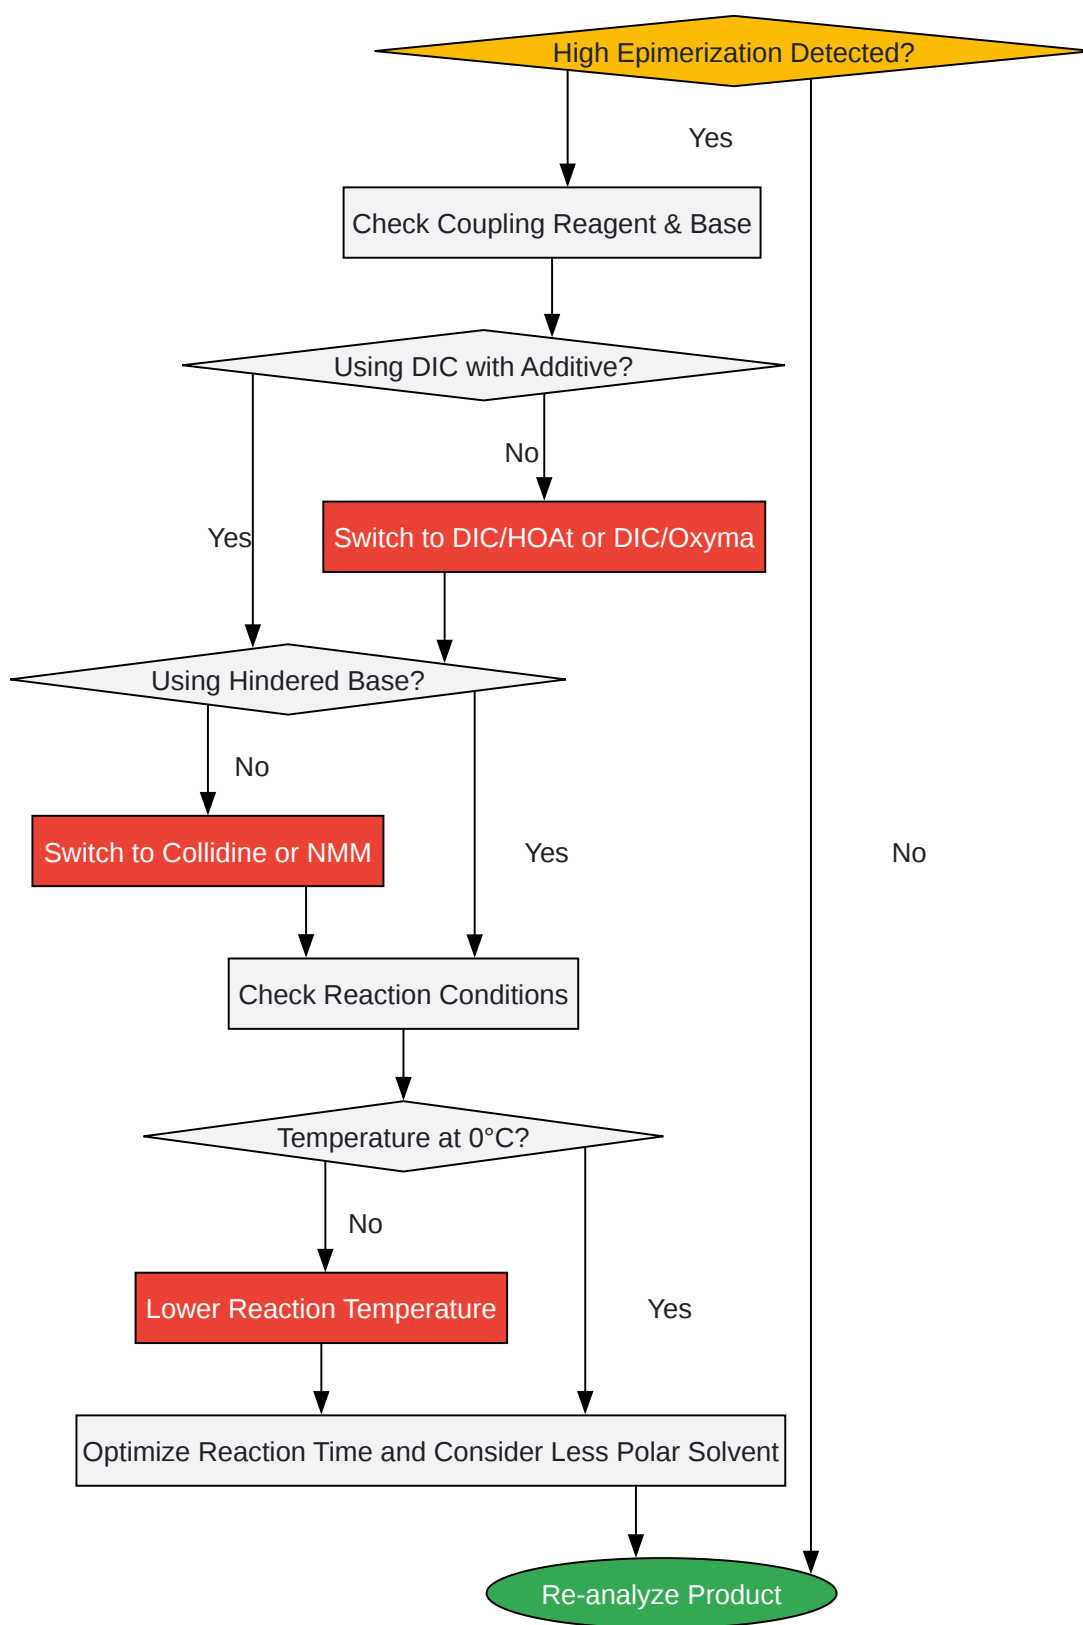 High Epimerization Detected?
Yes
Check Coupling Reagent & Base
Using DIC with Additive?
No
Yes
Switch to DIC/HOAt or DIC/Oxyma
Using Hindered Base?
No
Switch to Collidine or NMM
Yes
No
Check Reaction Conditions
Temperature at 0°C?
No
Lower Reaction Temperature
Yes
Optimize Reaction Time and Consider Less Polar Solvent
Re-analyze Product